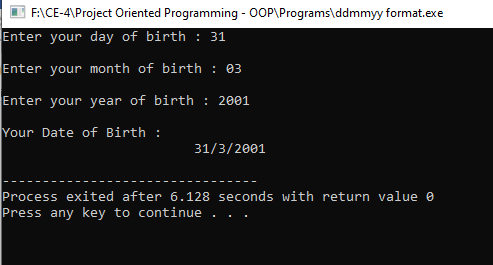 F:\CE-4\Project Oriented Programming - OOP\Programs\ddmmyy format.exe
Enter your day of birth : 31
Enter your month of birth : 03
Enter your year of birth : 2001
Your Date of Birth :
31/3/2001
--------------------------------
Process exited after 6.128 seconds with return value 0
Press any key to continue . . .